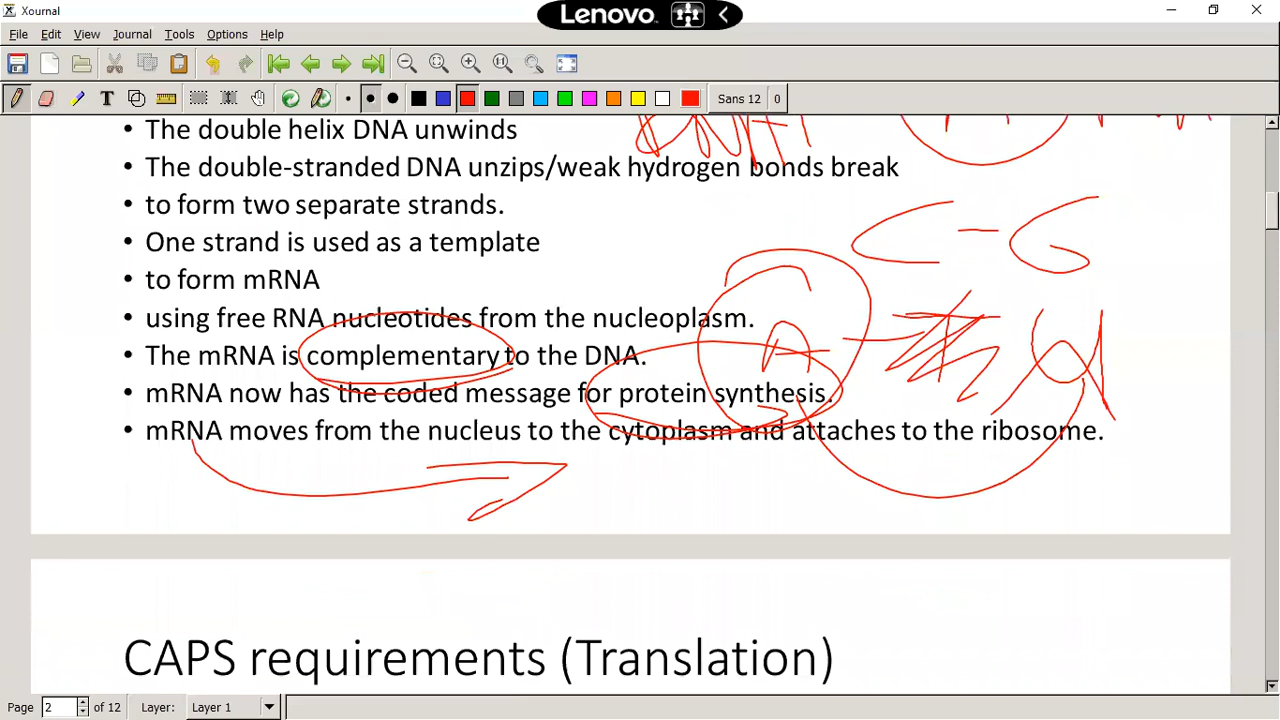 Xournal
Lenovo
File Edit View Journal Tools Options Help
Sans 12 0
• The double helix DNA unwinds
• The double-stranded DNA unzips/weak hydrogen bonds break
• to form two separate strands.
• One strand is used as a template
• to form mRNA
• using free RNA nucleotides from the nucleoplasm.
• The mRNA is complementary to the DNA.
• mRNA now has the coded message for protein synthesis.
• mRNA moves from the nucleus to the cytoplasm and attaches to the ribosome.
C - G
A
CAPS requirements (Translation)
Page 2 of 12 Layer: Layer 1